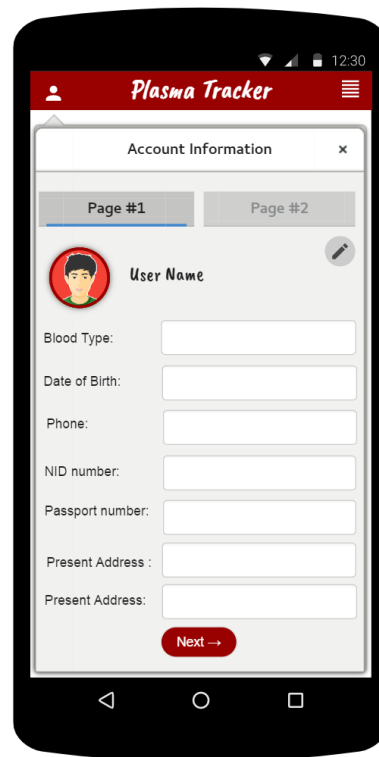 12:30
Plasma Tracker
Account Information ×
Page #1 Page #2
User Name
Blood Type:
Date of Birth:
Phone:
NID number:
Passport number:
Present Address :
Present Address:
Next →